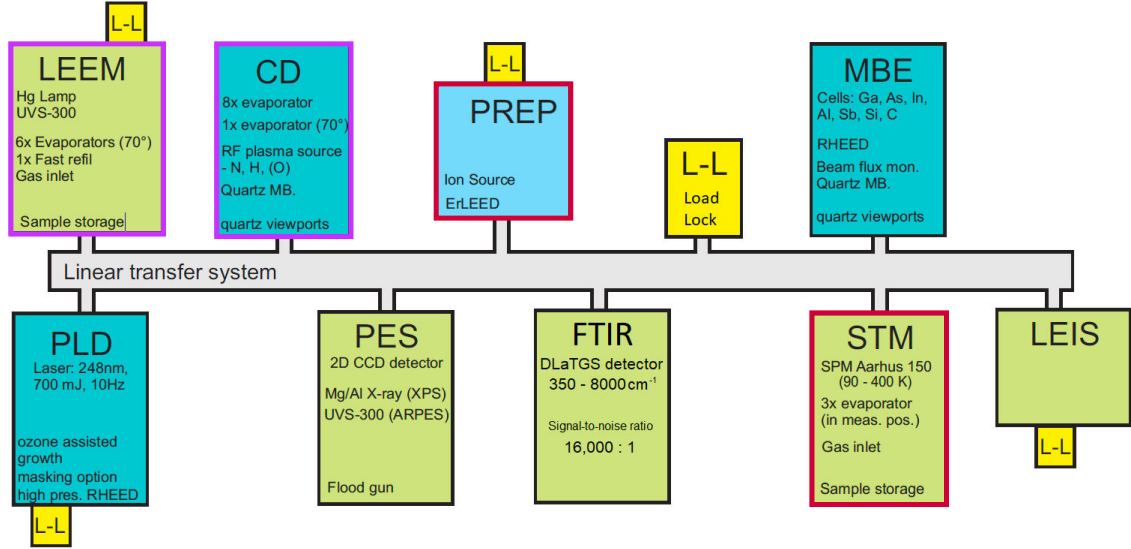 L-L
LEEM
Hg Lamp
UVS-300
6x Evaporators (70°)
1x Fast refil
Gas inlet
Sample storage
CD
8x evaporator
1x evaporator (70°)
RF plasma source
- N, H, (O)
Quartz MB.
quartz viewports
L-L
PREP
Ion Source
ErLEED
L-L
Load
Lock
MBE
Cells: Ga, As, In,
Al, Sb, Si, C
RHEED
Beam flux mon.
Quartz MB.
quartz viewports
Linear transfer system
PLD
Laser: 248nm,
700 mJ, 10Hz
ozone assisted
growth
masking option
high pres. RHEED
L-L
PES
2D CCD detector
Mg/Al X-ray (XPS)
UVS-300 (ARPES)
Flood gun
FTIR
DLaTGS detector
350 - 8000 cm⁻¹
Signal-to-noise ratio
16,000 : 1
STM
SPM Aarhus 150
(90 - 400 K)
3x evaporator
(in meas. pos.)
Gas inlet
Sample storage
LEIS
L-L